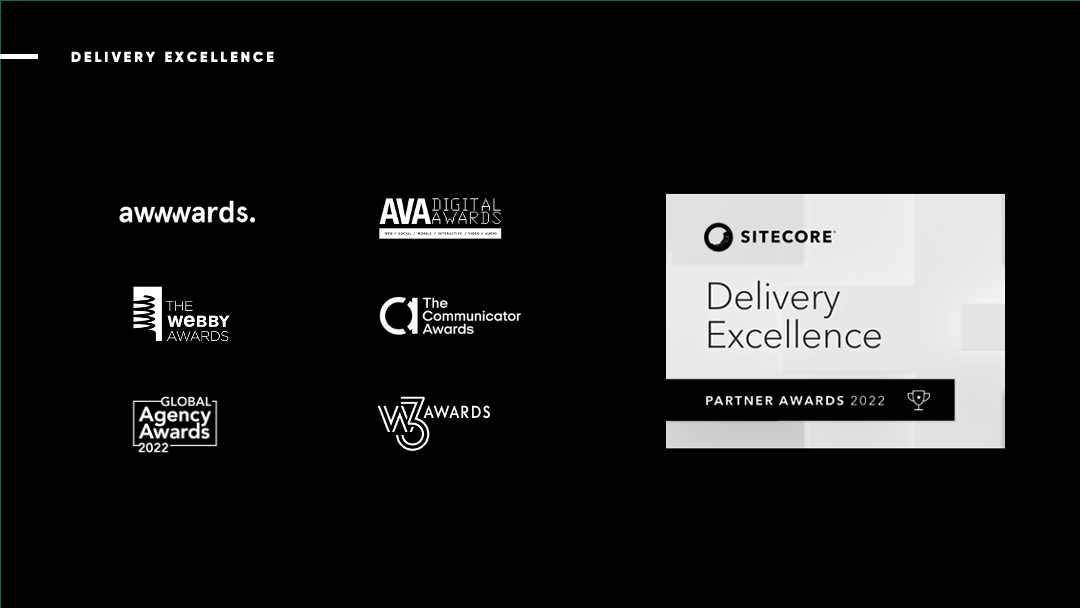 DELIVERY EXCELLENCE
awwwards.
AVA DIGITAL
AWARDS
WEB / SOCIAL / MOBILE / INTERACTIVE / VIDEO / AUDIO
THE
WeBBY
AWARDS
The
Communicator
Awards
GLOBAL
Agency
Awards
2022
W3 AWARDS
SITECORE
Delivery
Excellence
PARTNER AWARDS 2022